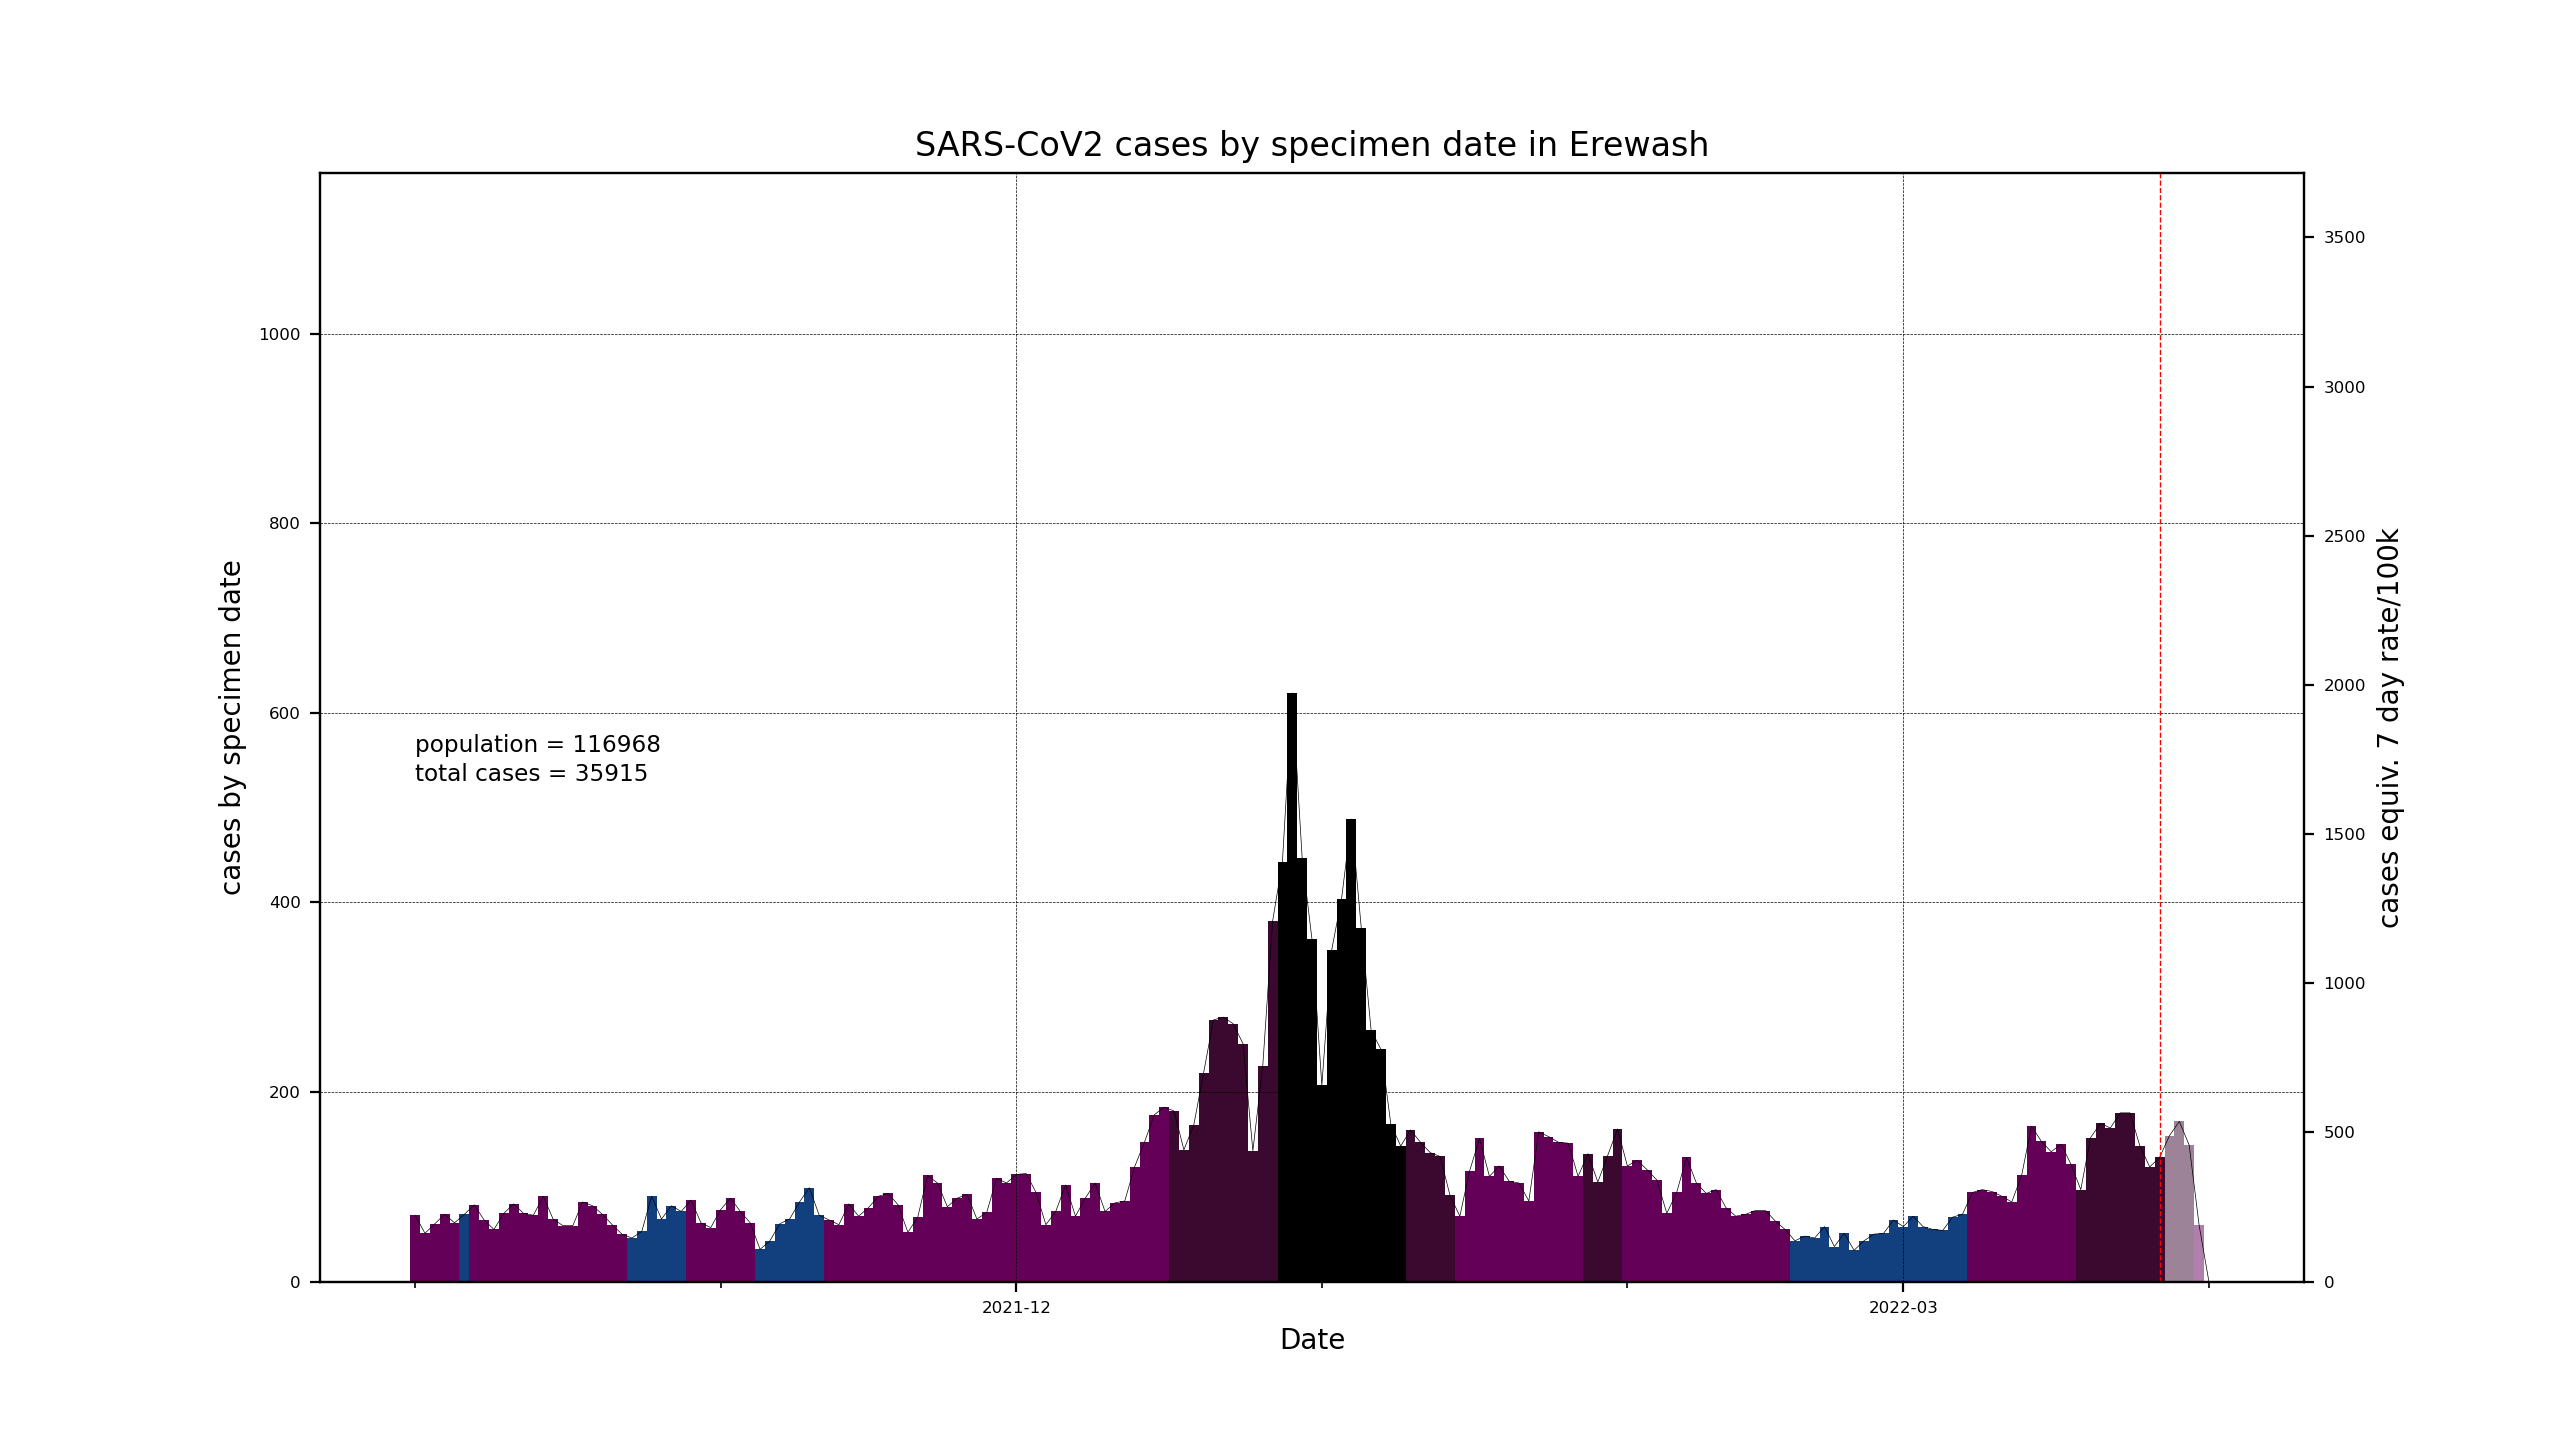 SARS-CoV2 cases by specimen date in Erewash
cases by specimen date
1000
800
600
400
200
0
population = 116968
total cases = 35915
3500
3000
2500
2000
1500
1000
500
0
cases equiv. 7 day rate/100k
2021-12
2022-03
Date